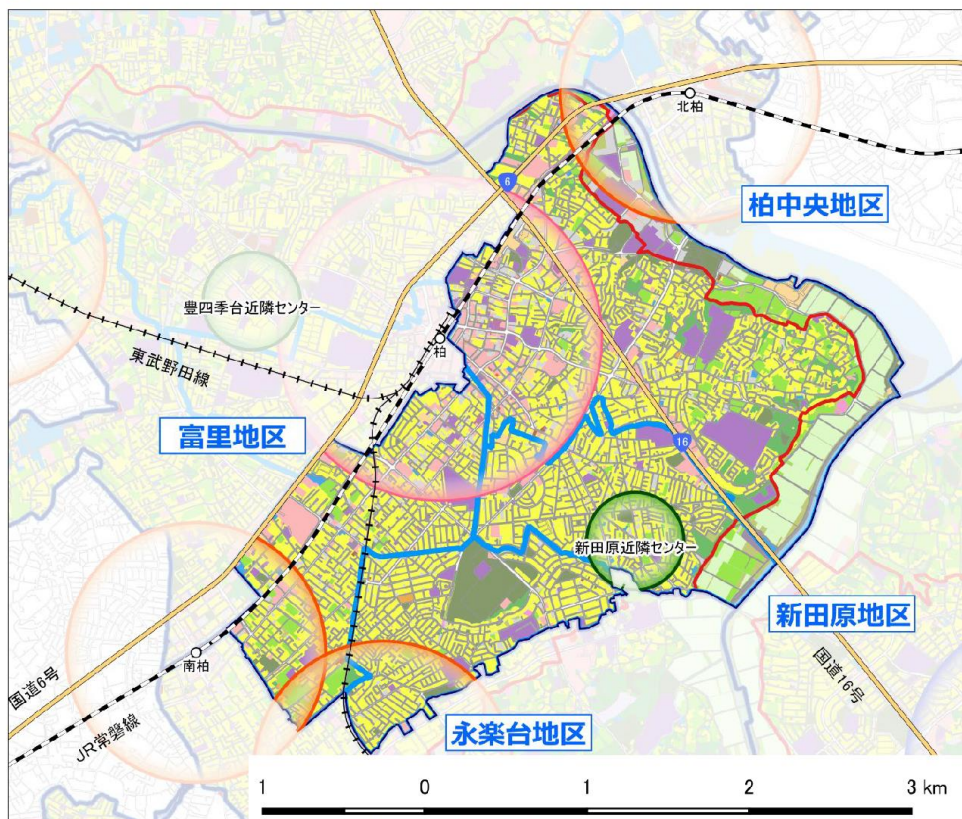 北柏
6
柏中央地区
豊四季台近隣センター
柏
東武野田線
富里地区
16
新田原近隣センター
新田原地区
南柏
国道6号
国道16号
JR常磐線
永楽台地区
1 0 1 2 3 km